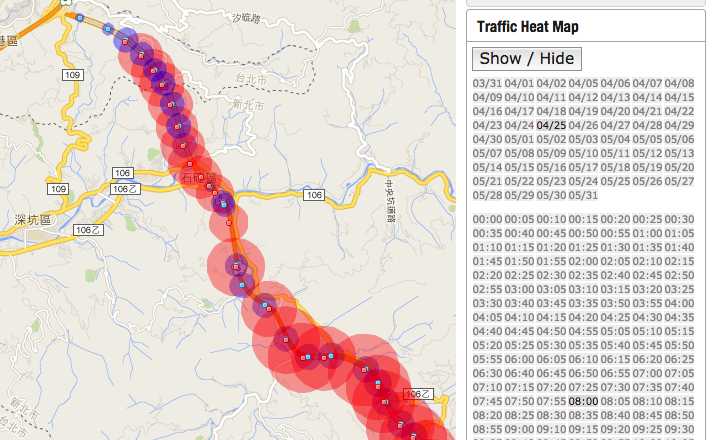 汐碇路
港區
109
台北市
新北市
106
石碇區
109
106乙
106
中央坑道路
深坑區
106乙
106乙
新北市
台北市
Traffic Heat Map
Show / Hide
03/31 04/01 04/02 04/05 04/06 04/07 04/08
04/09 04/10 04/11 04/12 04/13 04/14 04/15
04/16 04/17 04/18 04/19 04/20 04/21 04/22
04/23 04/24 04/25 04/26 04/27 04/28 04/29
04/30 05/01 05/02 05/03 05/04 05/05 05/06
05/07 05/08 05/09 05/10 05/11 05/12 05/13
05/14 05/15 05/16 05/17 05/18 05/19 05/20
05/21 05/22 05/23 05/24 05/25 05/26 05/27
05/28 05/29 05/30 05/31
00:00 00:05 00:10 00:15 00:20 00:25 00:30
00:35 00:40 00:45 00:50 00:55 01:00 01:05
01:10 01:15 01:20 01:25 01:30 01:35 01:40
01:45 01:50 01:55 02:00 02:05 02:10 02:15
02:20 02:25 02:30 02:35 02:40 02:45 02:50
02:55 03:00 03:05 03:10 03:15 03:20 03:25
03:30 03:40 03:45 03:35 03:50 03:55 04:00
04:05 04:10 04:15 04:20 04:25 04:30 04:35
04:40 04:45 04:50 04:55 05:05 05:10 05:15
05:20 05:25 05:30 05:35 05:40 05:45 05:50
05:55 06:00 06:05 06:10 06:15 06:20 06:25
06:30 06:40 06:45 06:50 06:55 07:00 07:05
07:10 07:15 07:20 07:25 07:30 07:35 07:40
07:45 07:50 07:55 08:00 08:05 08:10 08:15
08:20 08:25 08:30 08:35 08:40 08:45 08:50
08:55 09:00 09:10 09:15 09:20 09:25 09:30